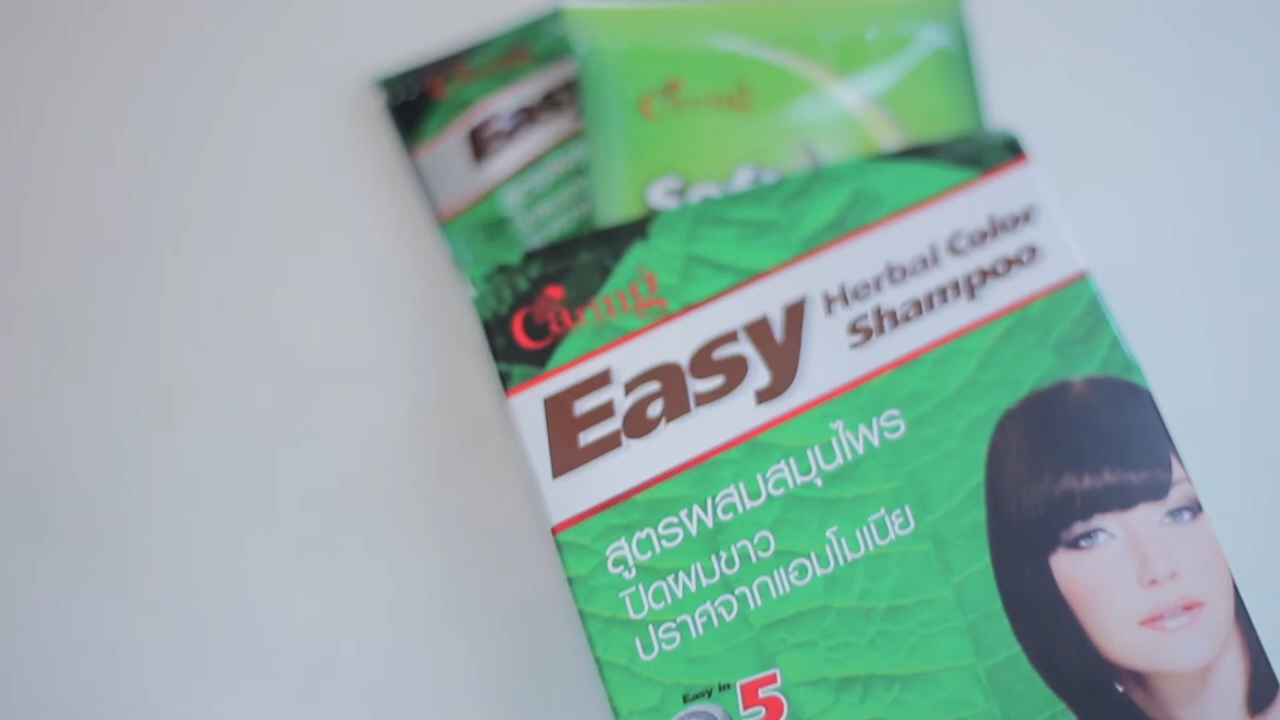 Easy
Caring
Easy
Herbal Color
Shampoo
สูตรผสมสมุนไพร
ปิดผมขาว
ปราศจากแอมโมเนีย
Easy in 5